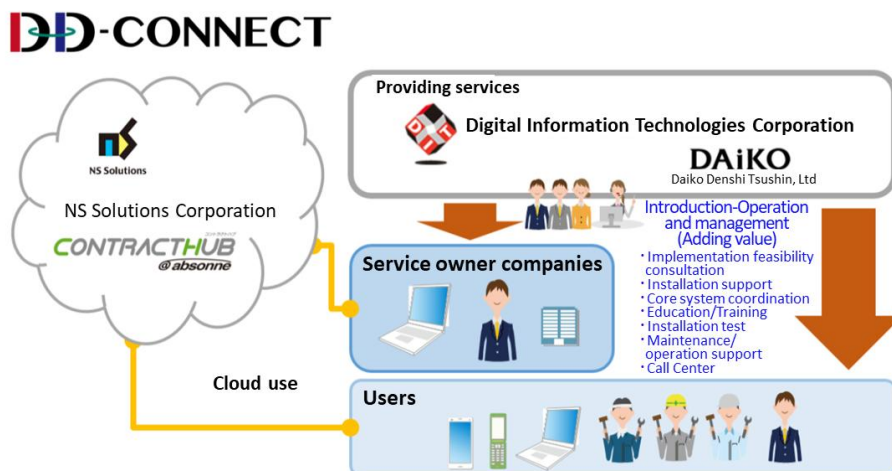 DD-CONNECT
Providing services
DIT
Digital Information Technologies Corporation
DAiKO
Daiko Denshi Tsushin, Ltd
NS Solutions
NS Solutions Corporation
CONTRACTHUB
@absonne
Introduction-Operation
and management
(Adding value)
・Implementation feasibility
consultation
・Installation support
・Core system coordination
・Education/Training
・Installation test
・Maintenance/
operation support
・Call Center
Service owner companies
Cloud use
Users